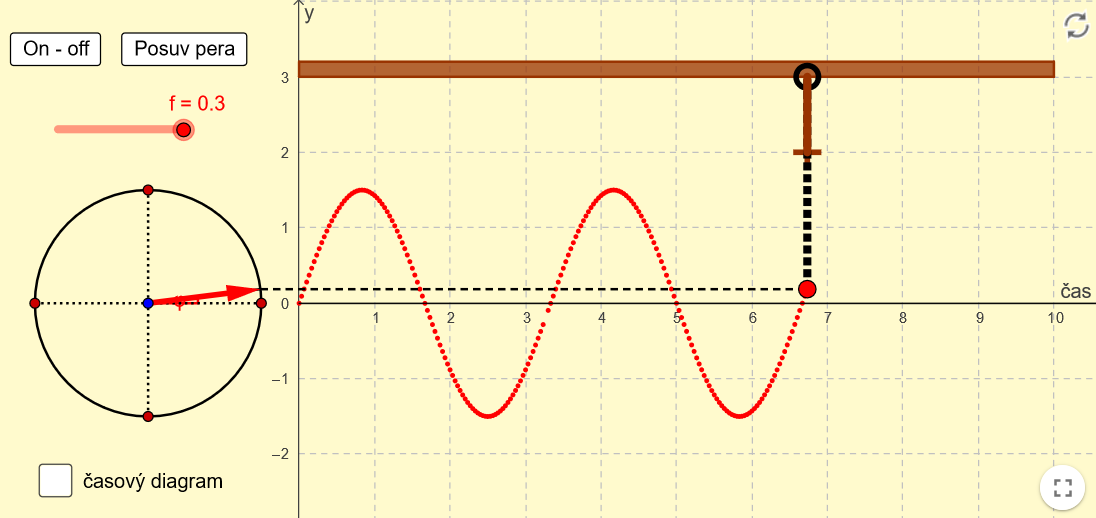 On - off
Posuv pera
f = 0.3
y
3
2
1
0
−1
−2
1 2 3 4 5 6 7 8 9 10
čas
časový diagram